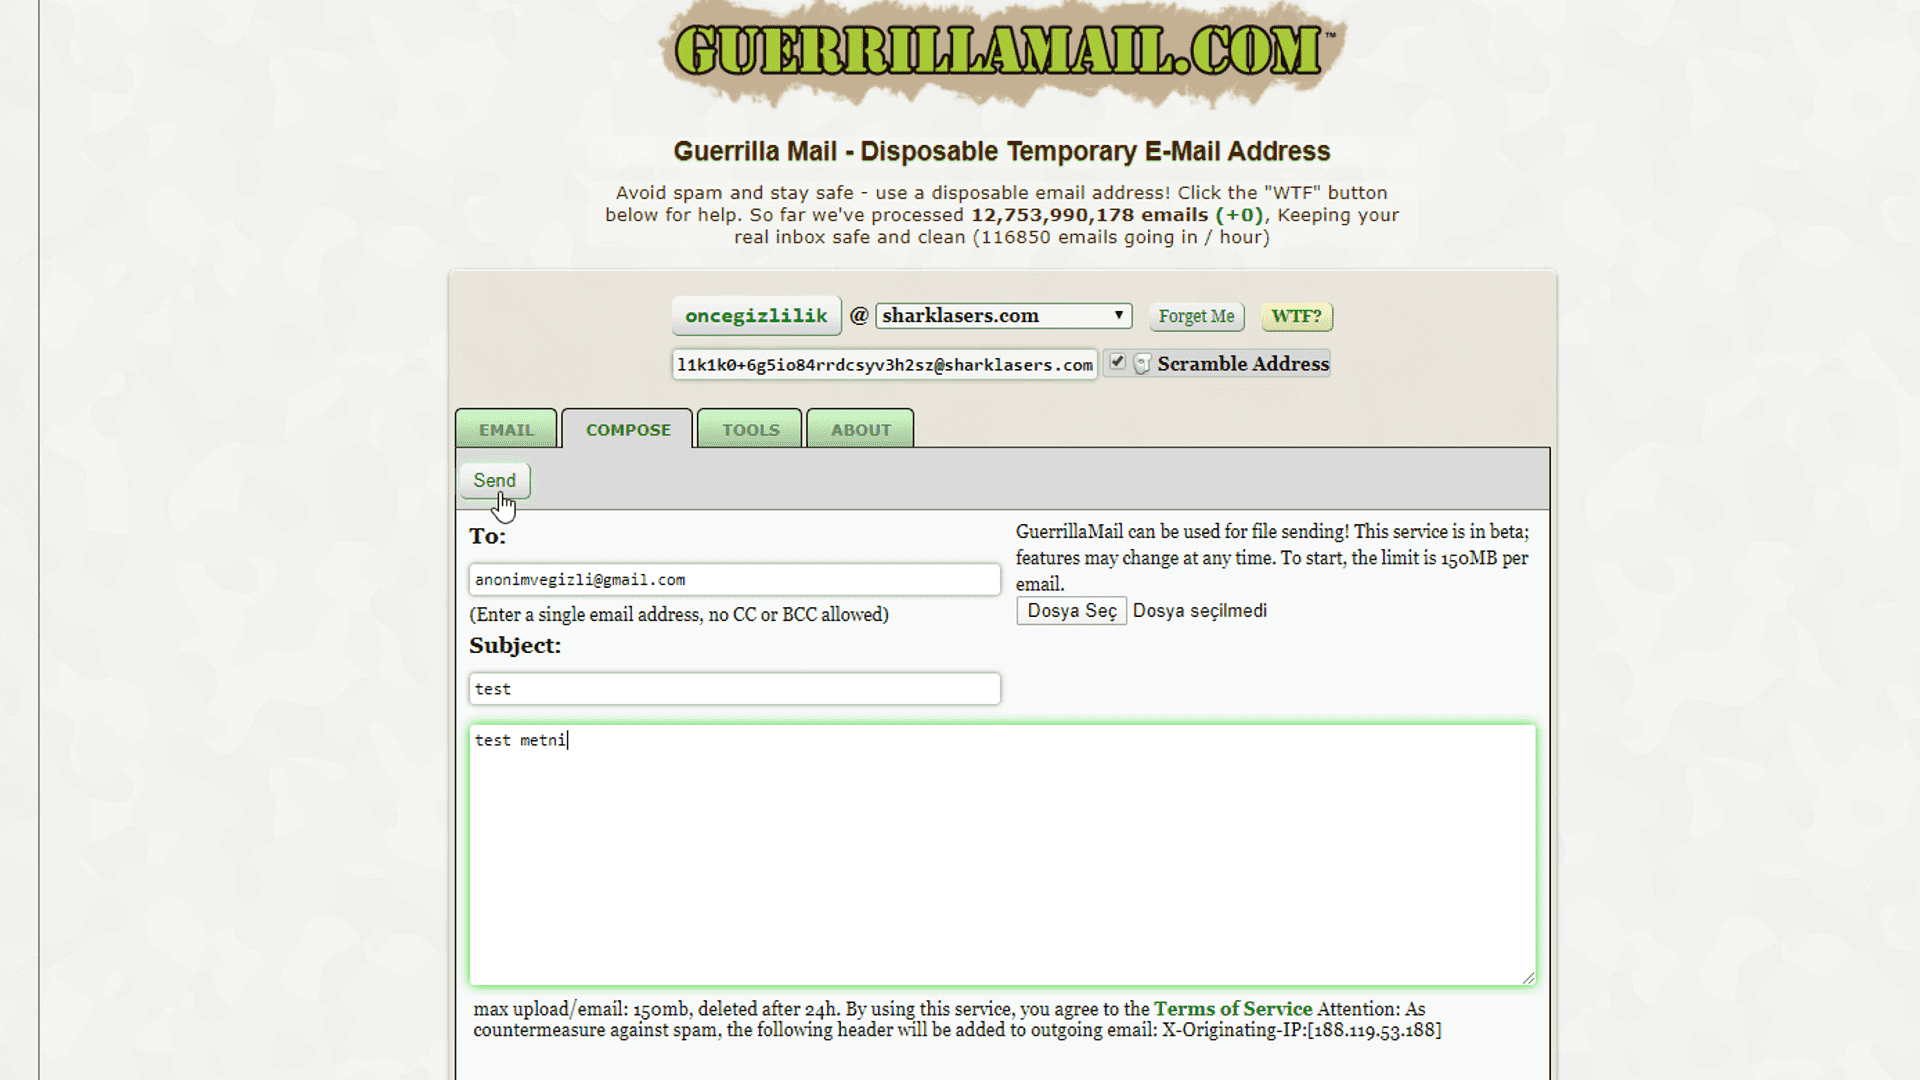 GUERRILLAMAIL.COM™
Guerrilla Mail - Disposable Temporary E-Mail Address
Avoid spam and stay safe - use a disposable email address! Click the "WTF" button
below for help. So far we've processed 12,753,990,178 emails (+0), Keeping your
real inbox safe and clean (116850 emails going in / hour)
oncegizlilik @ sharklasers.com Forget Me WTF?
l1k1k0+6g5io84rrdcsyv3h2sz@sharklasers.com Scramble Address
EMAIL COMPOSE TOOLS ABOUT
Send
To:
anonimvegizli@gmail.com
(Enter a single email address, no CC or BCC allowed)
Subject:
test
GuerrillaMail can be used for file sending! This service is in beta;
features may change at any time. To start, the limit is 150MB per
email.
Dosya Seç Dosya seçilmedi
test metni
max upload/email: 150mb, deleted after 24h. By using this service, you agree to the Terms of Service Attention: As
countermeasure against spam, the following header will be added to outgoing email: X-Originating-IP:[188.119.53.188]